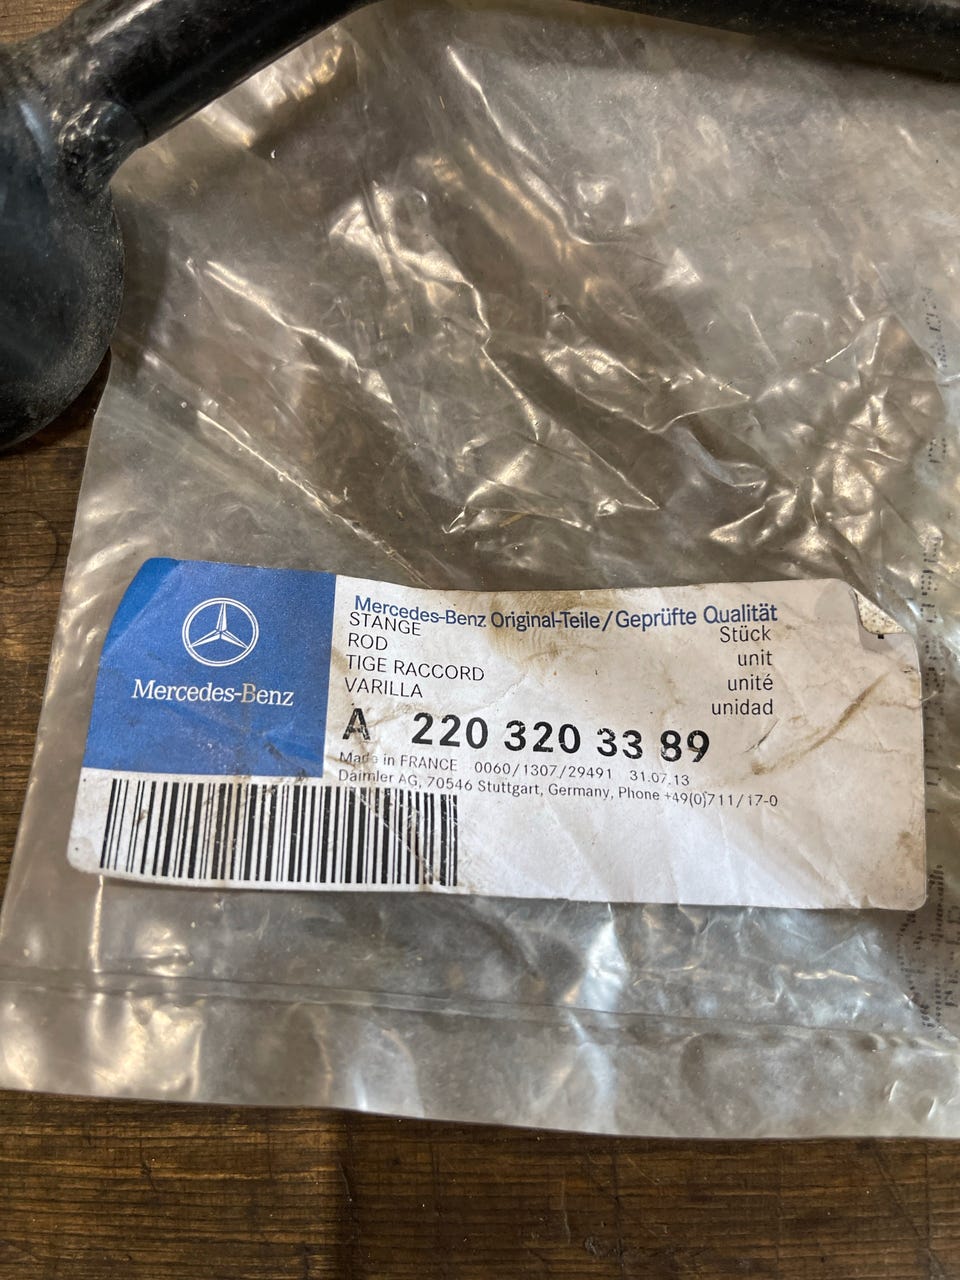 Mercedes-Benz
Mercedes-Benz Original-Teile/Geprüfte Qualität
STANGE
ROD
TIGE RACCORD
VARILLA
Stück
unit
unité
unidad
A 220 320 33 89
Made in FRANCE 0060/1307/29491 31.07.13
Daimler AG, 70546 Stuttgart, Germany, Phone +49(0)711/17-0